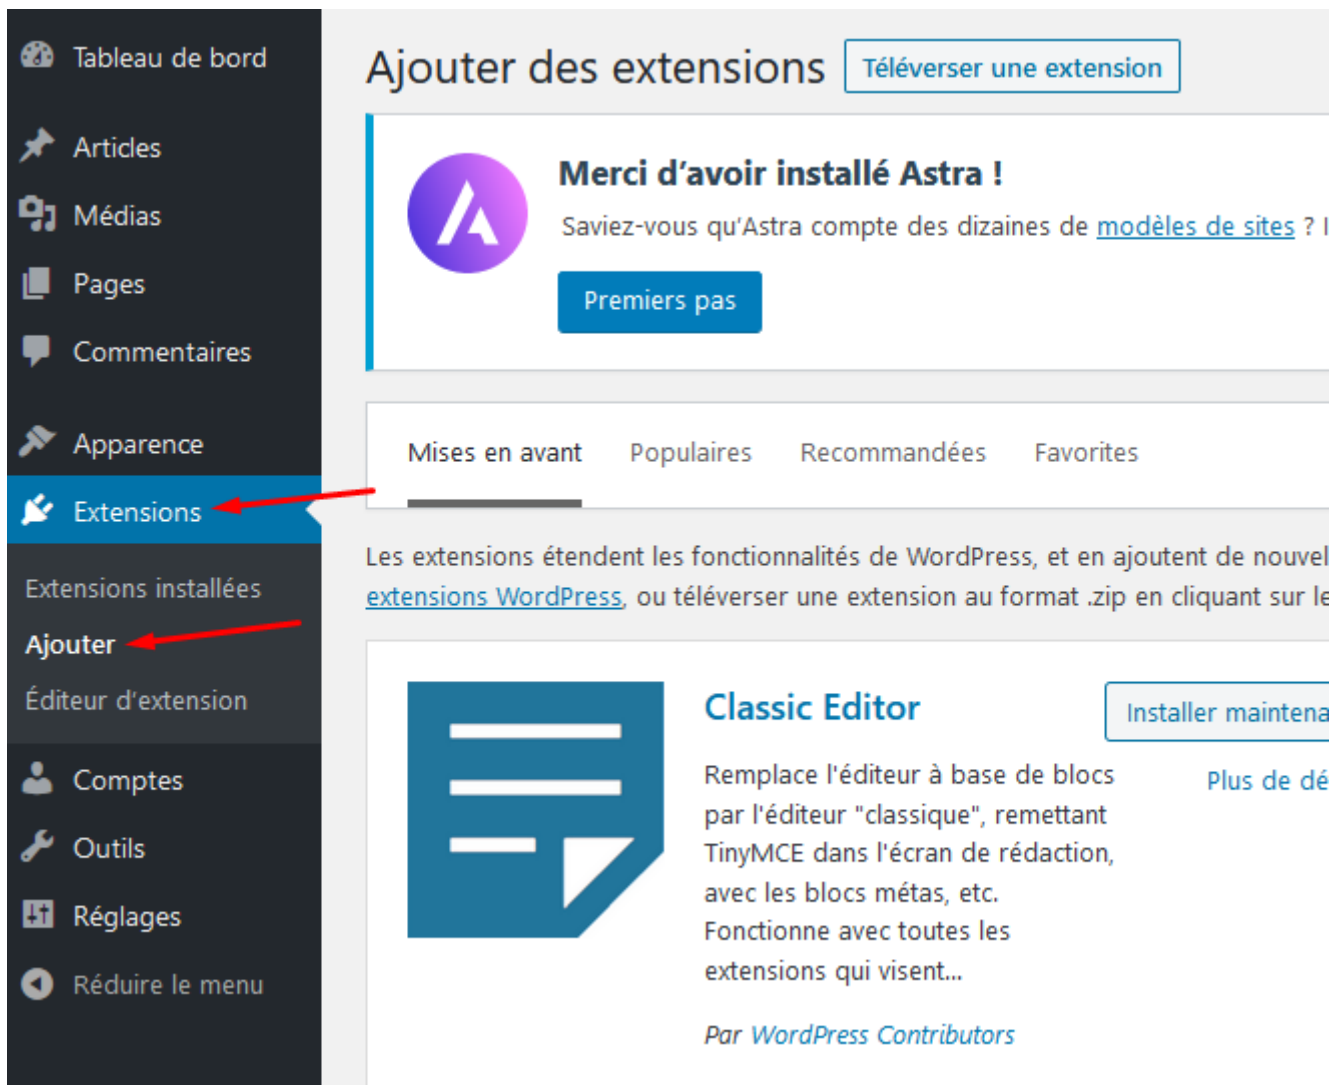 Tableau de bord
Articles
Médias
Pages
Commentaires
Apparence
Extensions
Extensions installées
Ajouter
Éditeur d'extension
Comptes
Outils
Réglages
Réduire le menu
Ajouter des extensions Téléverser une extension
Merci d'avoir installé Astra !
Saviez-vous qu'Astra compte des dizaines de modèles de sites ?
Premiers pas
Mises en avant Populaires Recommandées Favorites
Les extensions étendent les fonctionnalités de WordPress, et en ajoutent de nouvel
extensions WordPress, ou téléverser une extension au format .zip en cliquant sur le
Classic Editor
Installer maintena
Remplace l'éditeur à base de blocs
Plus de dé
par l'éditeur "classique", remettant
TinyMCE dans l'écran de rédaction,
avec les blocs métas, etc.
Fonctionne avec toutes les
extensions qui visent...
Par WordPress Contributors